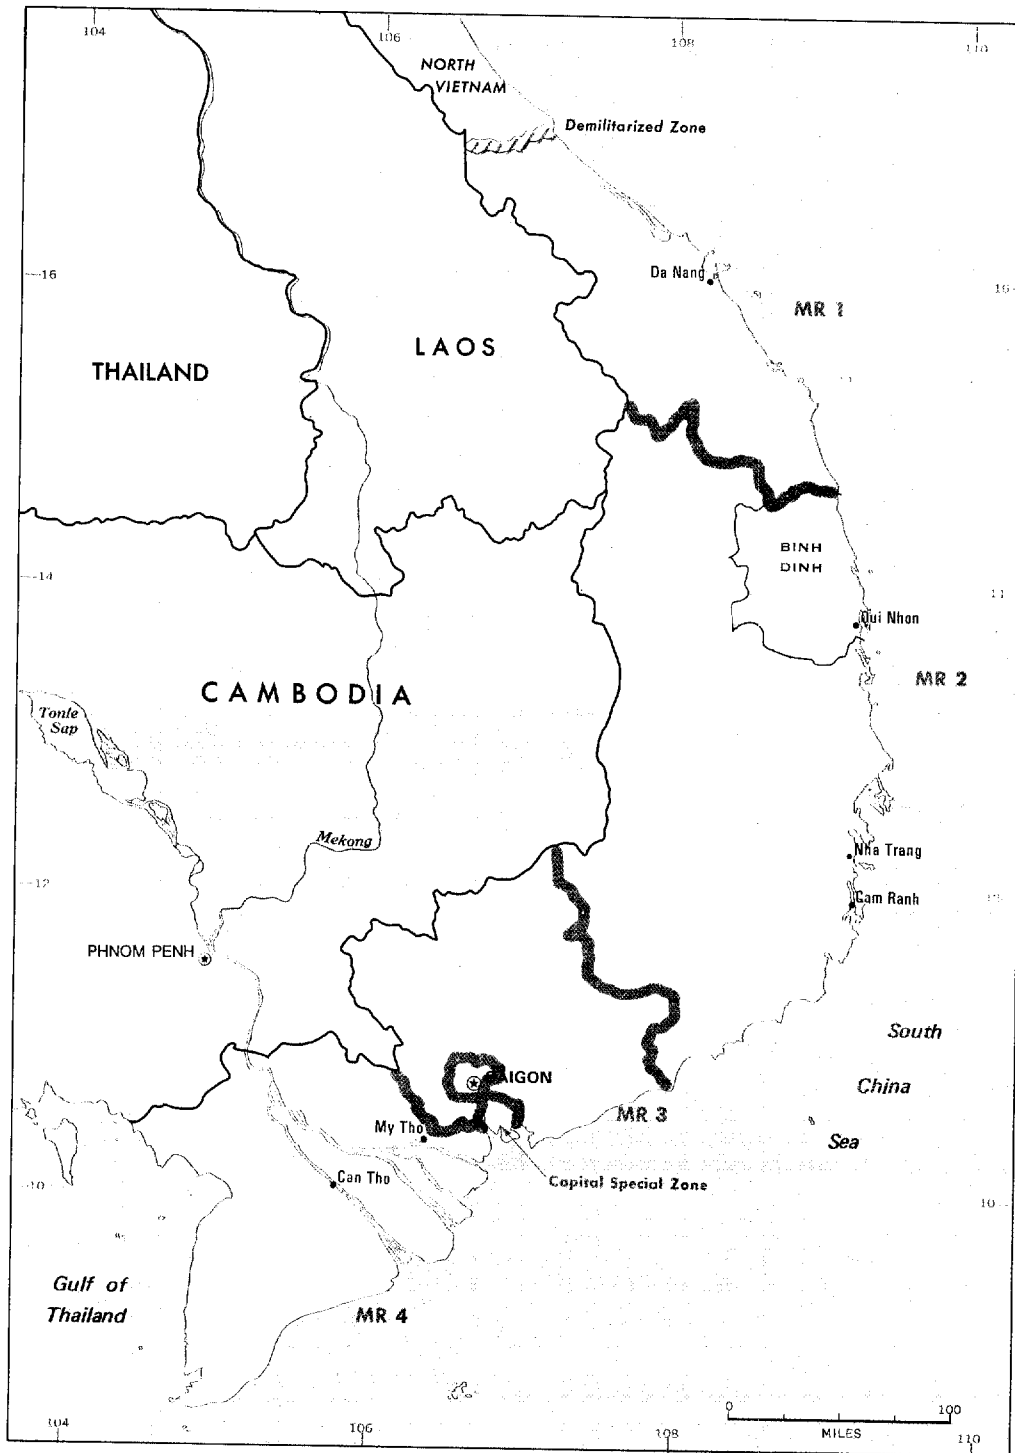 104
106
108
110
NORTH
VIETNAM
Demilitarized Zone
16
Da Nang
16
MR 1
LAOS
THAILAND
BINH
DINH
14
Qui Nhon
CAMBODIA
MR 2
Tonle
Sap
Mekong
Nha Trang
12
Cam Ranh
PHNOM PENH
South
China
Sea
SAIGON
MR 3
My Tho
Capital Special Zone
10
Can Tho
10
Gulf of
Thailand
MR 4
0
100
MILES
104
106
108
110